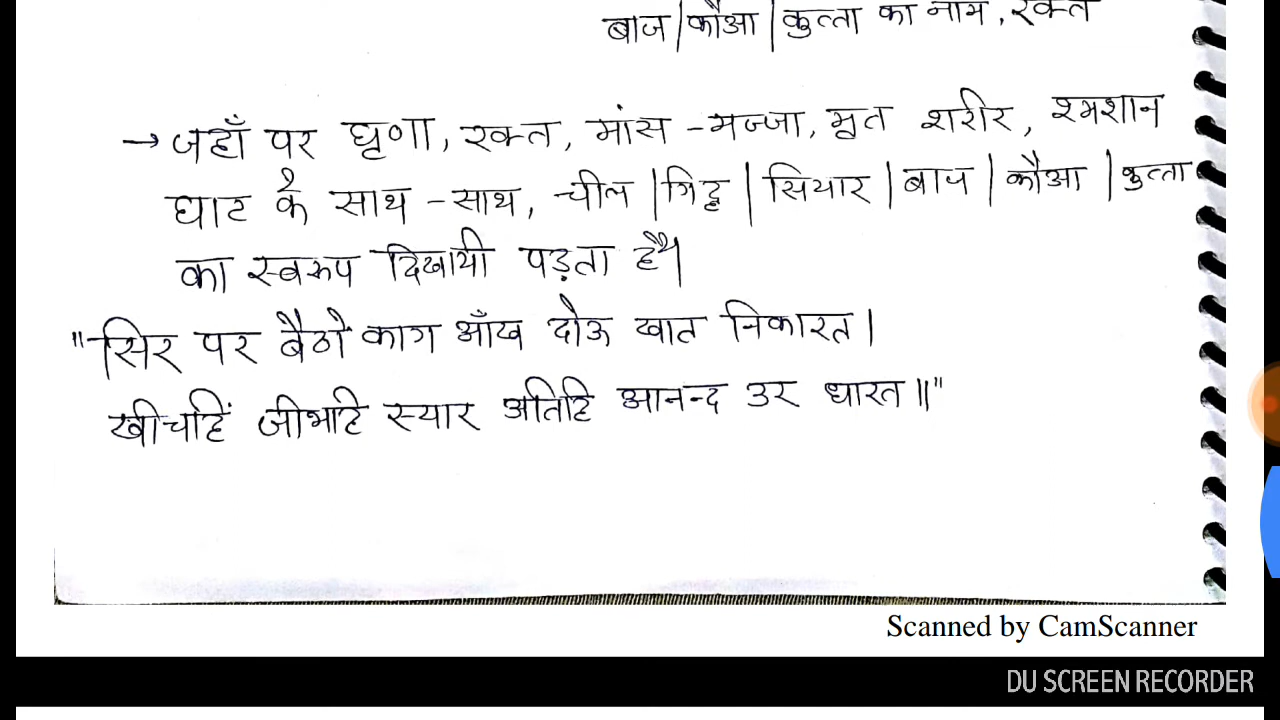 बाज|कौआ|कुत्ता का नाम, रक्त
→ जहाँ पर घृणा, रक्त, मांस-मज्जा, मृत शरीर, श्मशान
घाट के साथ-साथ, चील|गिद्ध|सियार|बाज|कौआ|कुत्ता
का स्वरूप दिखायी पड़ता है।
"सिर पर बैठो काग आँख दोऊ खात निकारत।
खीचहिं जीभहि स्यार अतिहि आनन्द उर धारत॥"
Scanned by CamScanner
DU SCREEN RECORDER